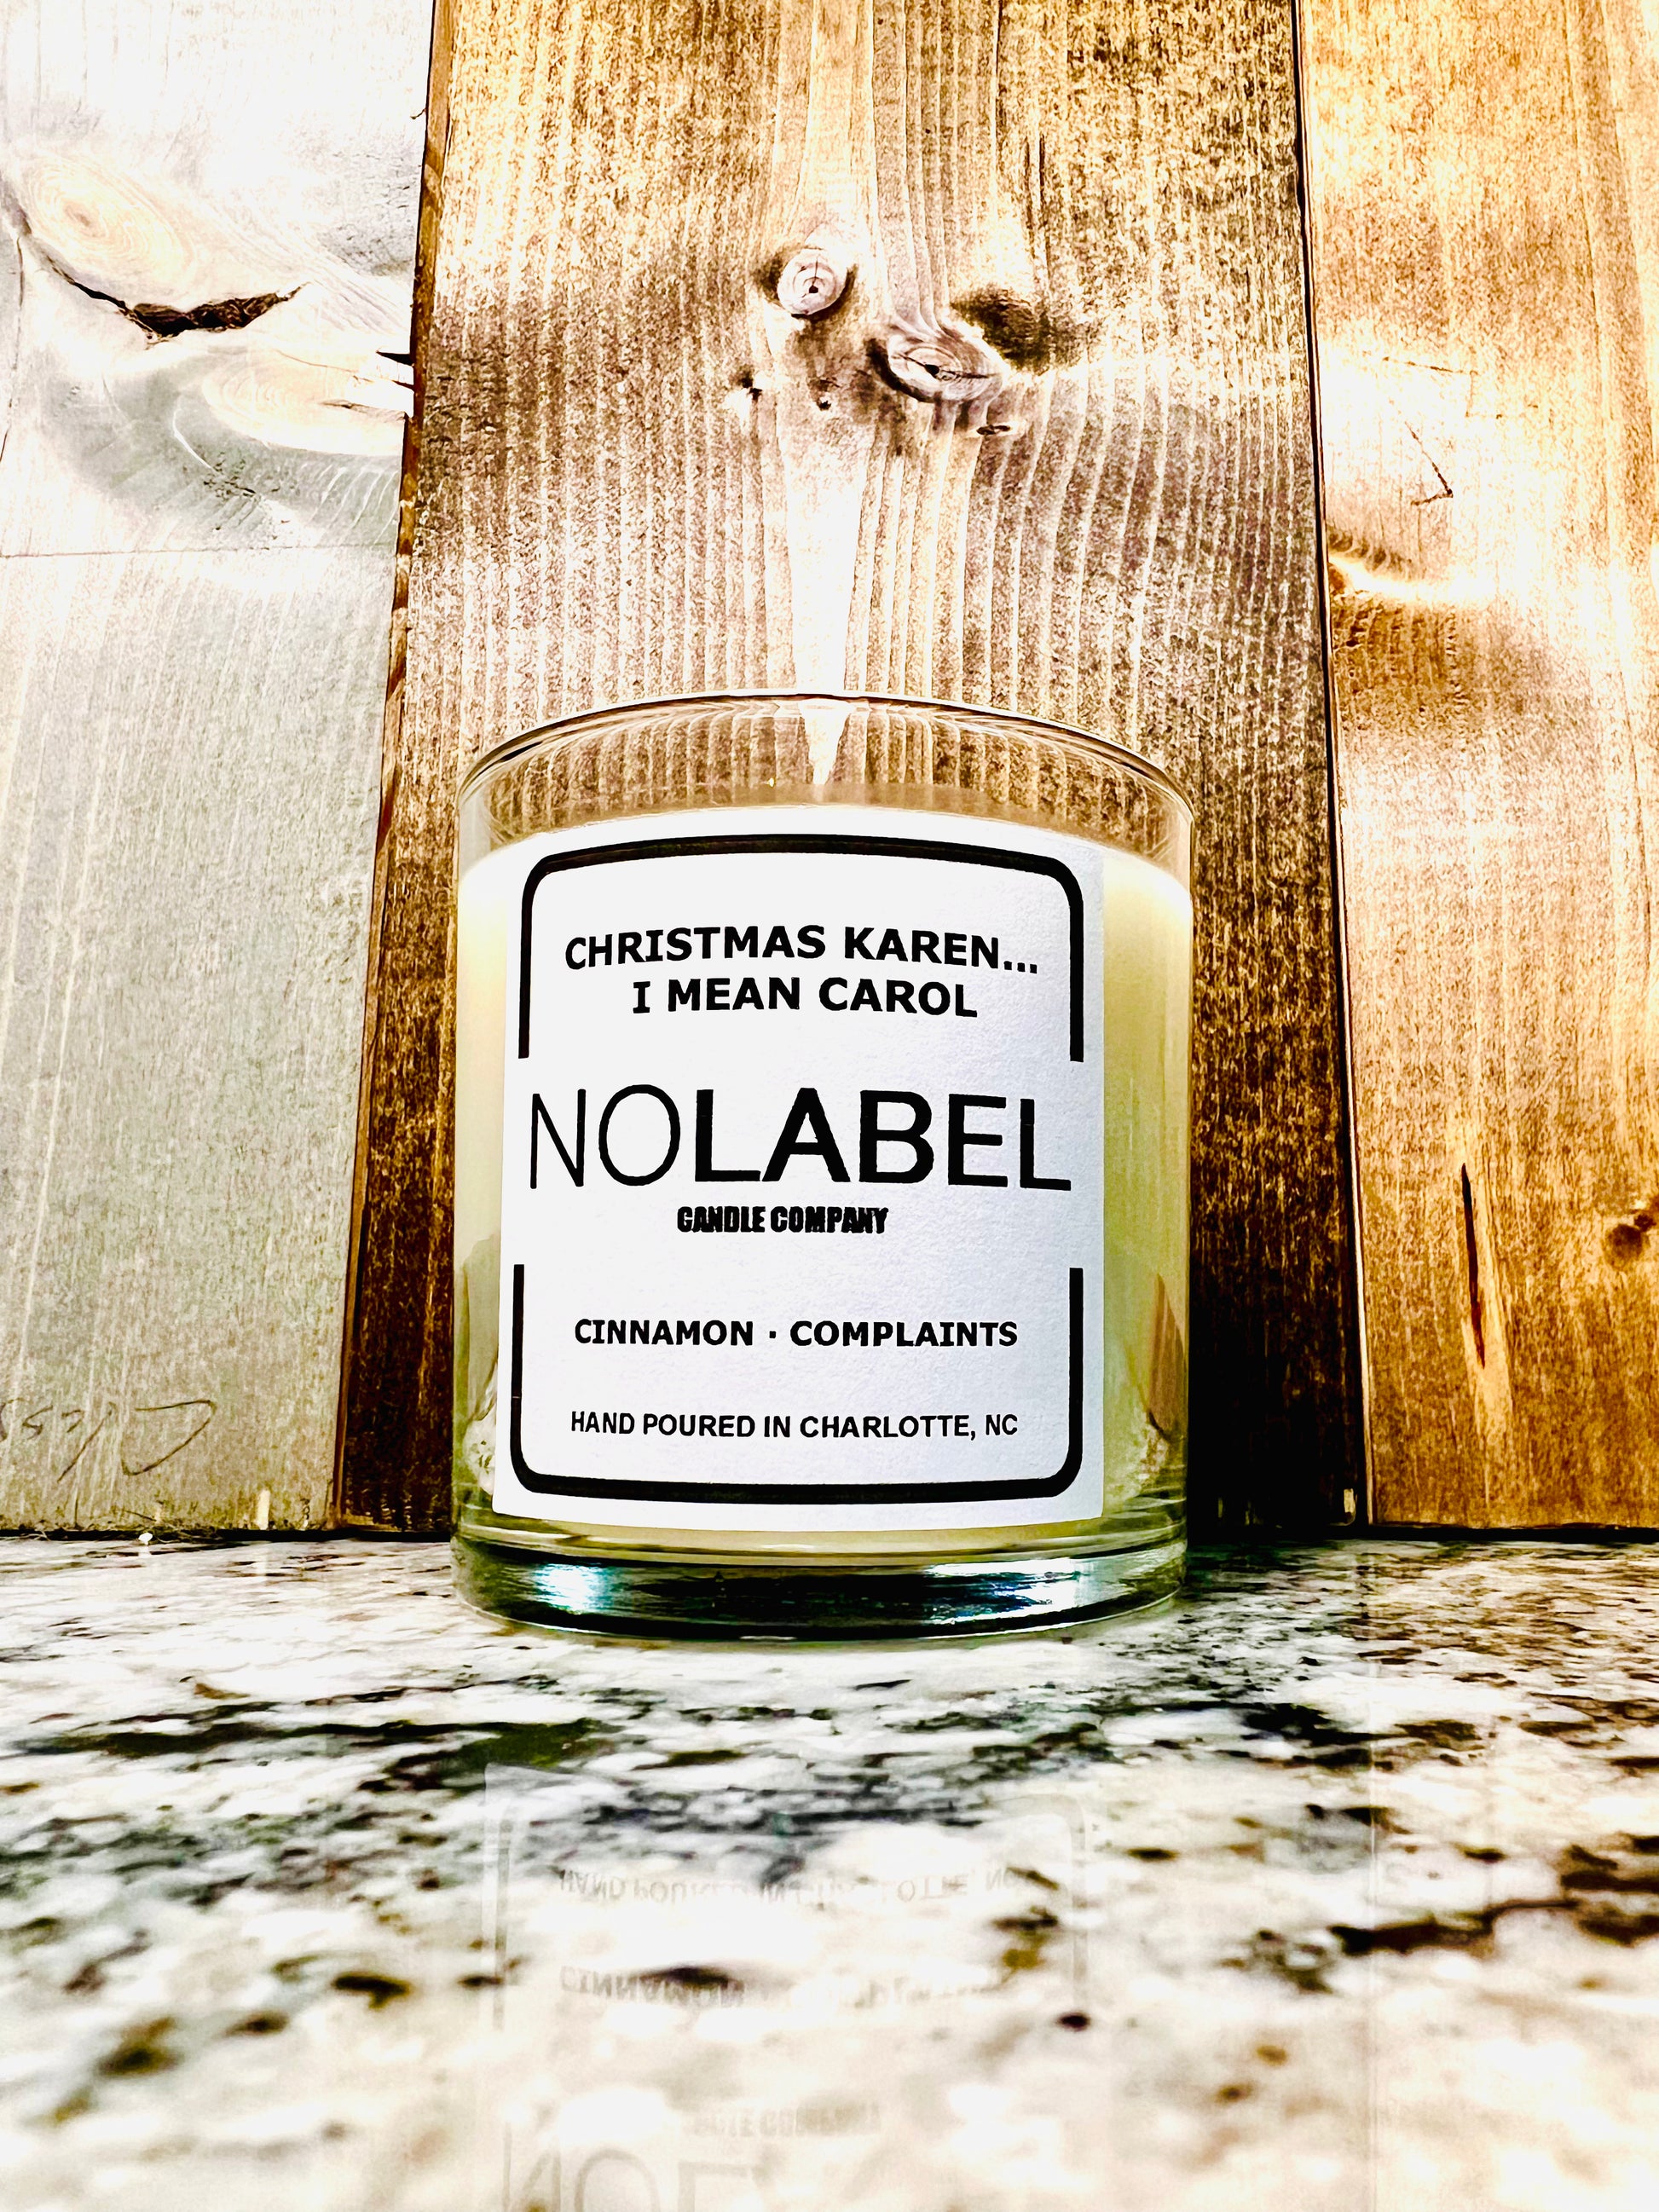 CHRISTMAS KAREN...
I MEAN CAROL
NOLABEL
CANDLE COMPANY
CINNAMON · COMPLAINTS
HAND POURED IN CHARLOTTE, NC